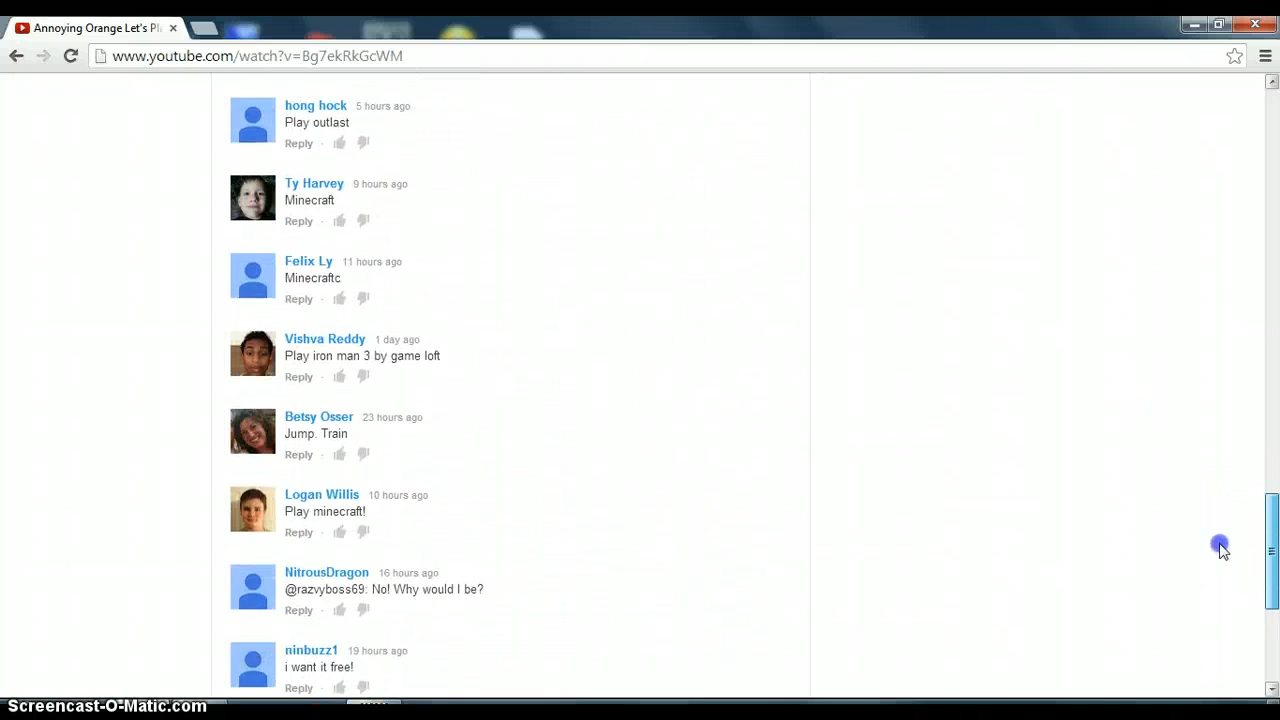 Annoying Orange Let's Pl
www.youtube.com/watch?v=Bg7ekRkGcWM
hong hock 5 hours ago
Play outlast
Reply ·
Ty Harvey 9 hours ago
Minecraft
Reply ·
Felix Ly 11 hours ago
Minecraftc
Reply ·
Vishva Reddy 1 day ago
Play iron man 3 by game loft
Reply ·
Betsy Osser 23 hours ago
Jump. Train
Reply ·
Logan Willis 10 hours ago
Play minecraft!
Reply ·
NitrousDragon 16 hours ago
@razvyboss69: No! Why would I be?
Reply ·
ninbuzz1 19 hours ago
i want it free!
Reply ·
Screencast-O-Matic.com